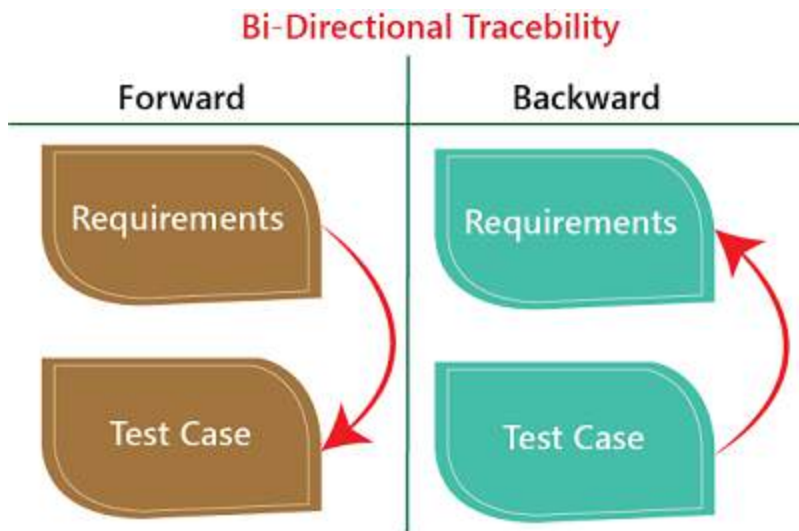 Bi-Directional Tracebility
Forward
Backward
Requirements
Requirements
Test Case
Test Case